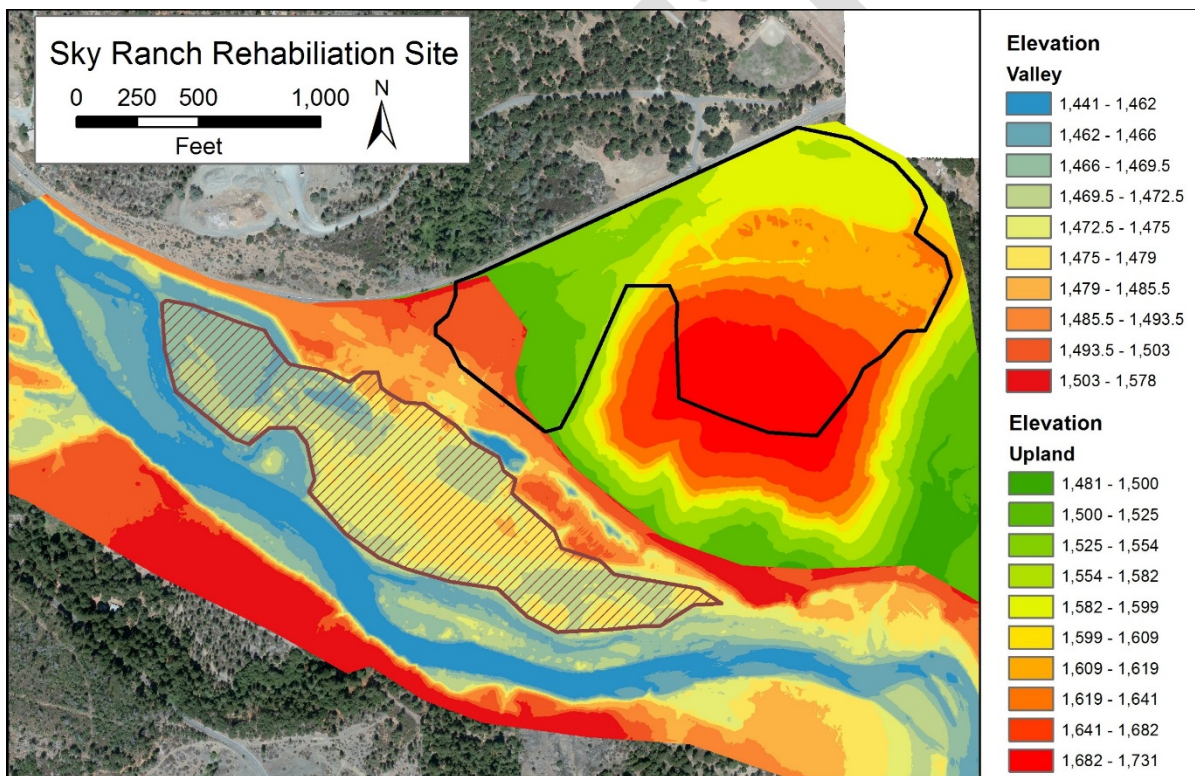 Sky Ranch Rehabiliation Site
0 250 500 1,000
Feet
N
Elevation
Valley
1,441 - 1,462
1,462 - 1,466
1,466 - 1,469.5
1,469.5 - 1,472.5
1,472.5 - 1,475
1,475 - 1,479
1,479 - 1,485.5
1,485.5 - 1,493.5
1,493.5 - 1,503
1,503 - 1,578
Elevation
Upland
1,481 - 1,500
1,500 - 1,525
1,525 - 1,554
1,554 - 1,582
1,582 - 1,599
1,599 - 1,609
1,609 - 1,619
1,619 - 1,641
1,641 - 1,682
1,682 - 1,731